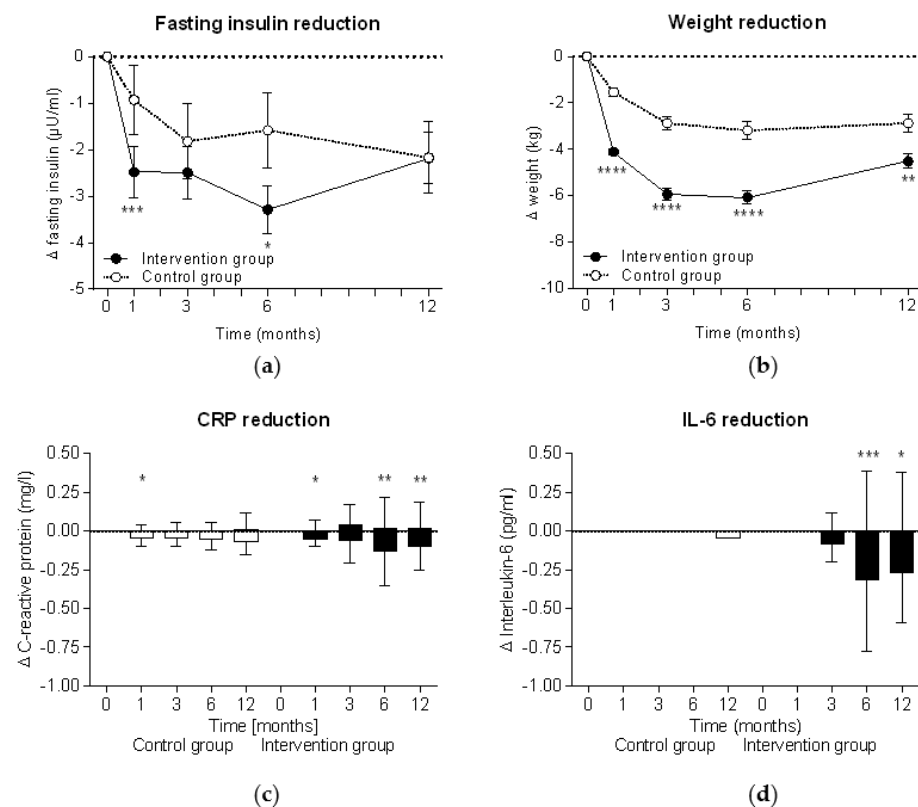 Fasting insulin reduction
0
-1
-2
-3
-4
-5
Δ fasting insulin (µU/ml)
***
*
Intervention group
Control group
0 1 3 6 12
Time (months)
(a)
Weight reduction
0
-2
-4
-6
-8
-10
Δ weight (kg)
****
****
****
**
Intervention group
Control group
0 1 3 6 12
Time (months)
(b)
CRP reduction
0.50
0.25
0.00
-0.25
-0.50
-0.75
-1.00
Δ C-reactive protein (mg/l)
* * ** **
0 1 3 6 12 0 1 3 6 12
Time [months]
Control group Intervention group
(c)
IL-6 reduction
0.50
0.25
0.00
-0.25
-0.50
-0.75
-1.00
Δ Interleukin-6 (pg/ml)
*** *
0 1 3 6 12 0 1 3 6 12
Time (months)
Control group Intervention group
(d)